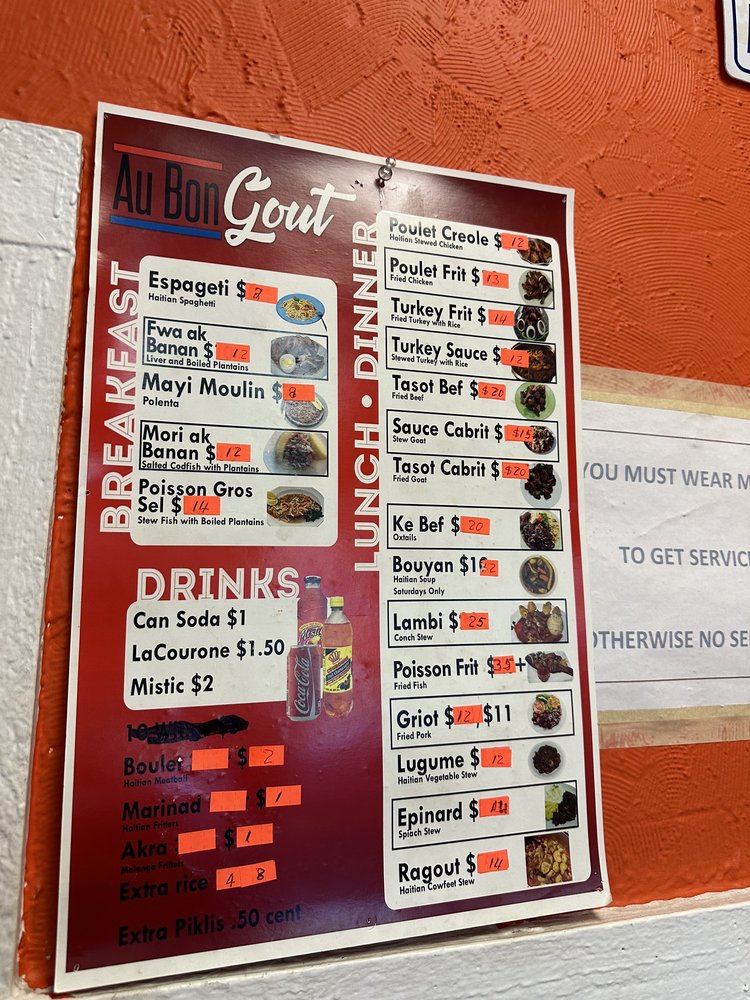 Au Bon Gout
BREAKFAST
Espageti $
Haitian Spaghetti
Fwa ak
Banan $ 12
Liver and Boiled Plantains
Mayi Moulin $ 8
Polenta
Mori ak
Banan $ 12
Salted Codfish with Plantains
Poisson Gros
Sel $ 14
Stew Fish with Boiled Plantains
DRINKS
Can Soda $1
LaCourone $1.50
Mistic $2
Coca-Cola
Boulet $ 2
Haitian Meatball
Marinad $ 1
Haitian Fritters
Akra $ 1
Malanga Fritters
Extra rice 4 8
Extra Piklis .50 cent
LUNCH • DINNER
Poulet Creole $ 12
Haitian Stewed Chicken
Poulet Frit $ 13
Fried Chicken
Turkey Frit $ 14
Fried Turkey with Rice
Turkey Sauce $ 12
Stewed Turkey with Rice
Tasot Bef $ $20
Fried Beef
Sauce Cabrit $ $15
Stew Goat
Tasot Cabrit $ $20
Fried Goat
Ke Bef $ 20
Oxtails
Bouyan $1
Haitian Soup
Saturdays Only
Lambi $ 25
Conch Stew
Poisson Frit $35+
Fried Fish
Griot $12, $11
Fried Pork
Lugume $ 12
Haitian Vegetable Stew
Epinard $
Spiach Stew
Ragout $ 14
Haitian Cowfeet Stew
YOU MUST WEAR M
TO GET SERVIC
OTHERWISE NO SE